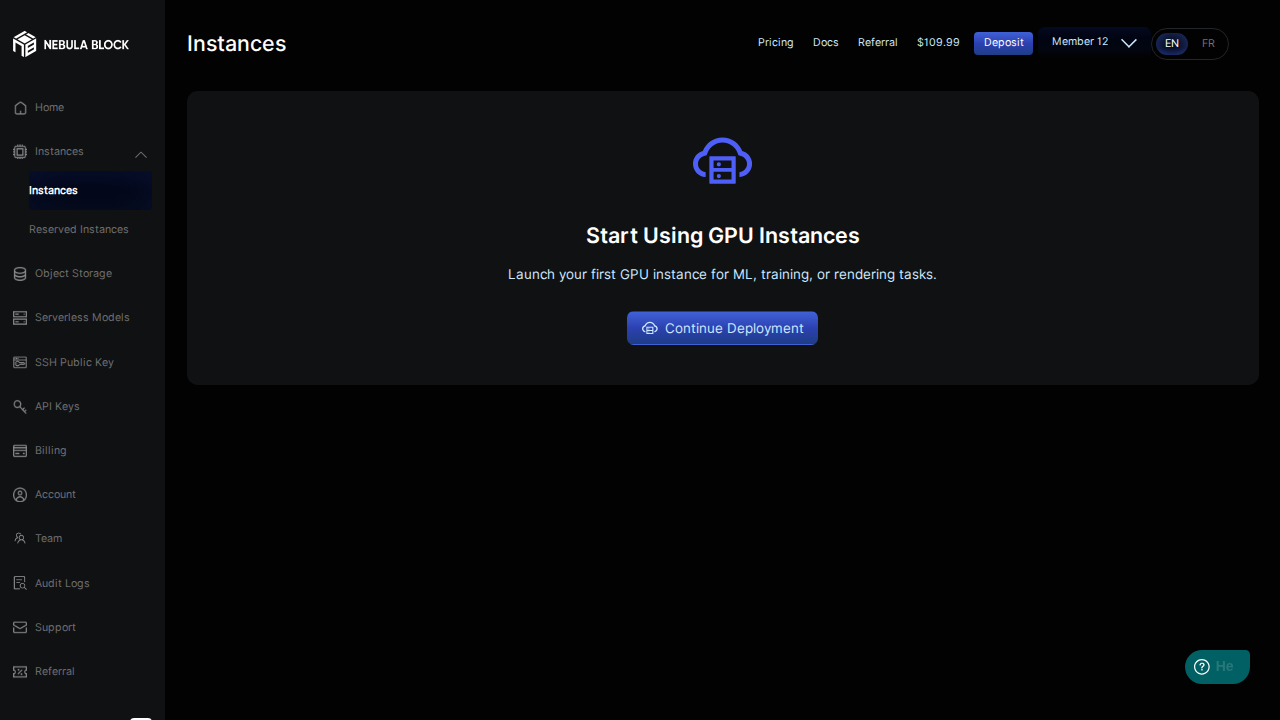 NEBULA BLOCK
Home
Instances
Instances
Reserved Instances
Object Storage
Serverless Models
SSH Public Key
API Keys
Billing
Account
Team
Audit Logs
Support
Referral
Instances
Pricing
Docs
Referral
$109.99
Deposit
Member 12
EN
FR
Start Using GPU Instances
Launch your first GPU instance for ML, training, or rendering tasks.
Continue Deployment
He